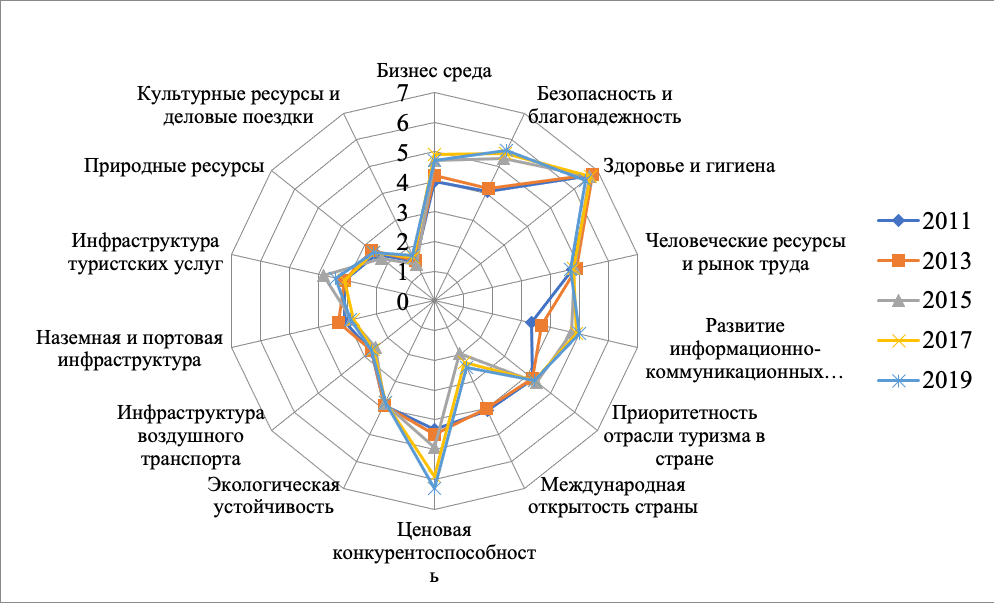 Бизнес среда
Безопасность и
благонадежность
Здоровье и гигиена
Человеческие ресурсы
и рынок труда
Развитие
информационно-
коммуникационных…
Приоритетность
отрасли туризма в
стране
Международная
открытость страны
Ценовая
конкурентоспособност
ь
Экологическая
устойчивость
Инфраструктура
воздушного
транспорта
Наземная и портовая
инфраструктура
Инфраструктура
туристских услуг
Природные ресурсы
Культурные ресурсы и
деловые поездки
7
6
5
4
3
2
1
0
2011
2013
2015
2017
2019